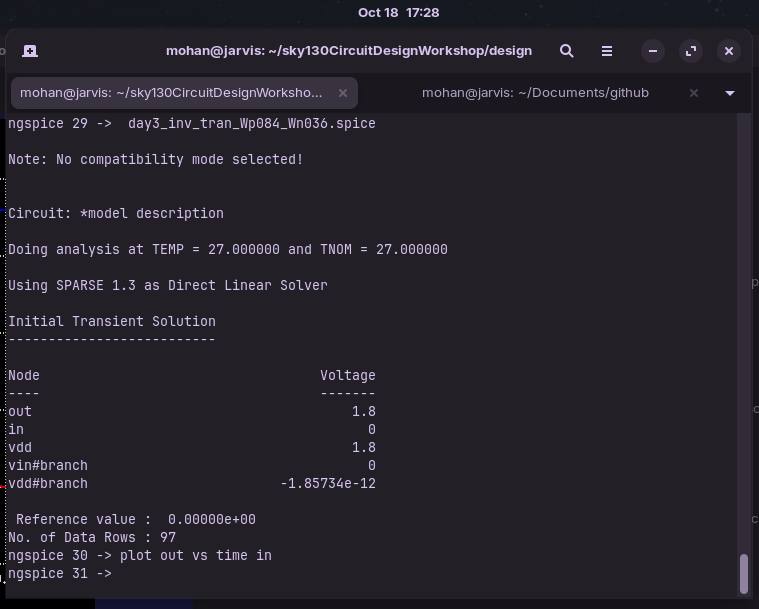 Oct 18 17:28
mohan@jarvis: ~/sky130CircuitDesignWorkshop/design
mohan@jarvis: ~/sky130CircuitDesignWorksho...
mohan@jarvis: ~/Documents/github
ngspice 29 -> day3_inv_tran_Wp084_Wn036.spice
Note: No compatibility mode selected!
Circuit: *model description
Doing analysis at TEMP = 27.000000 and TNOM = 27.000000
Using SPARSE 1.3 as Direct Linear Solver
Initial Transient Solution
--------------------------
Node Voltage
---- -------
out 1.8
in 0
vdd 1.8
vin#branch 0
vdd#branch -1.85734e-12
Reference value : 0.00000e+00
No. of Data Rows : 97
ngspice 30 -> plot out vs time in
ngspice 31 ->